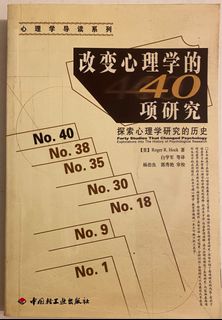 心理学导读系列
改变心理学的
40
项研究
探索心理学研究的历史
Forty Studies That Changed Psychology
Explorations into The History of Psychological Research
【美】Roger R. Hock 著
白学军 等译
No. 40
No. 38
No. 35
No. 30
No. 18
No. 9
No. 1
中国轻工业出版社